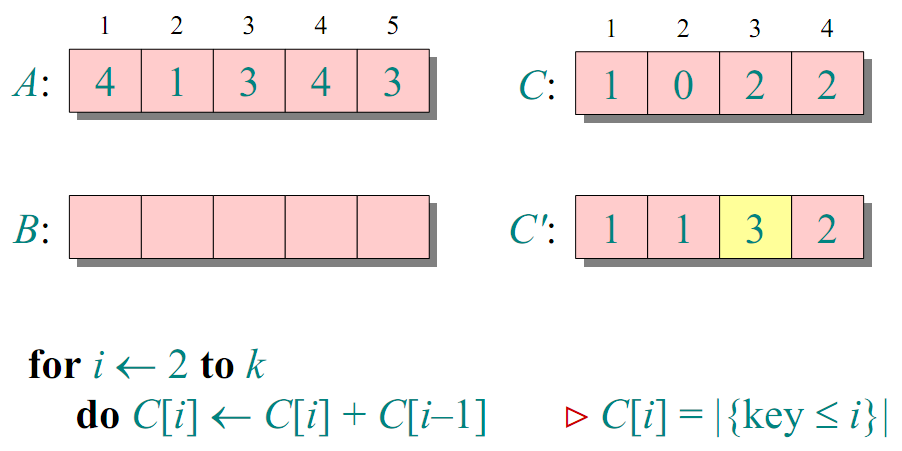 1 2 3 4 5
A: 4 1 3 4 3
1 2 3 4
C: 1 0 2 2
B:
C': 1 1 3 2
for i ← 2 to k
do C[i] ← C[i] + C[i–1]
▷ C[i] = |{key ≤ i}|